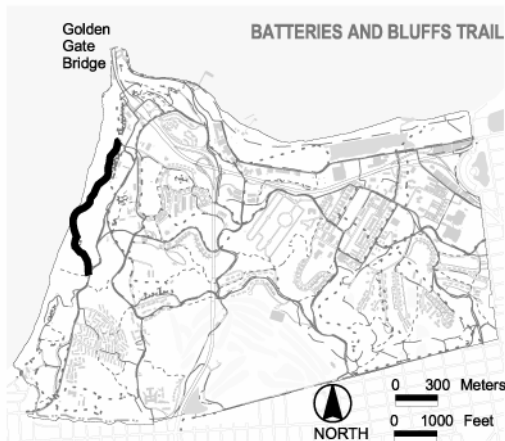 Golden
Gate
Bridge
BATTERIES AND BLUFFS TRAIL
0 300 Meters
0 1000 Feet
NORTH